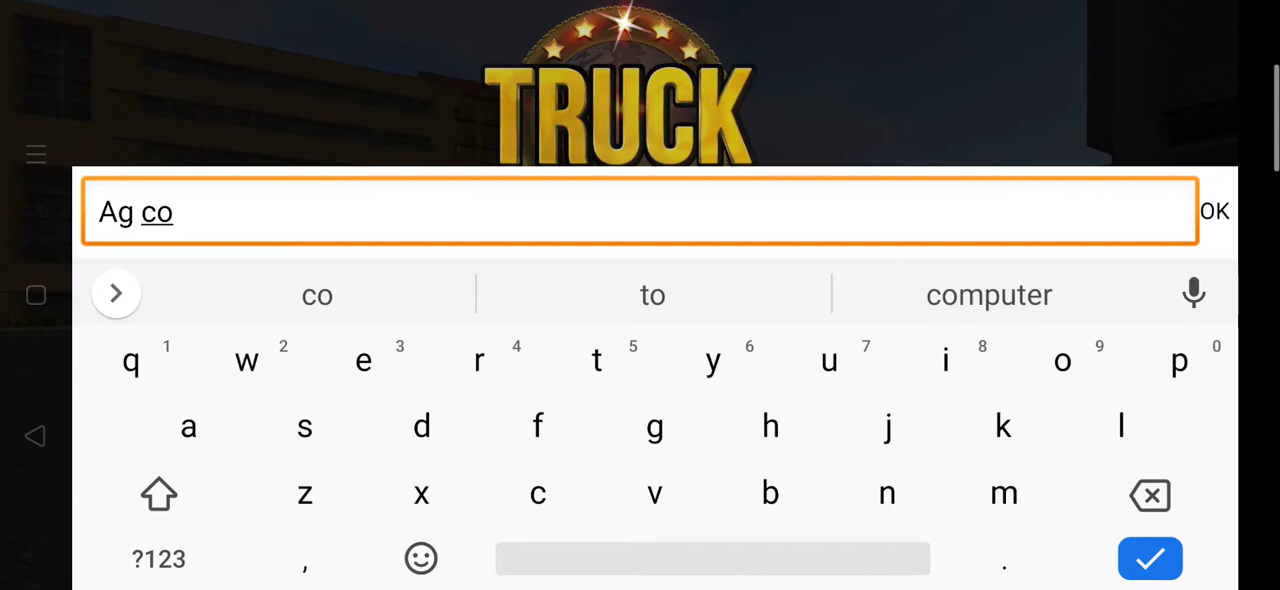 TRUCK
Ag co
OK
co to computer
q 1 w 2 e 3 r 4 t 5 y 6 u 7 i 8 o 9 p 0
a s d f g h j k l
z x c v b n m
?123 , .